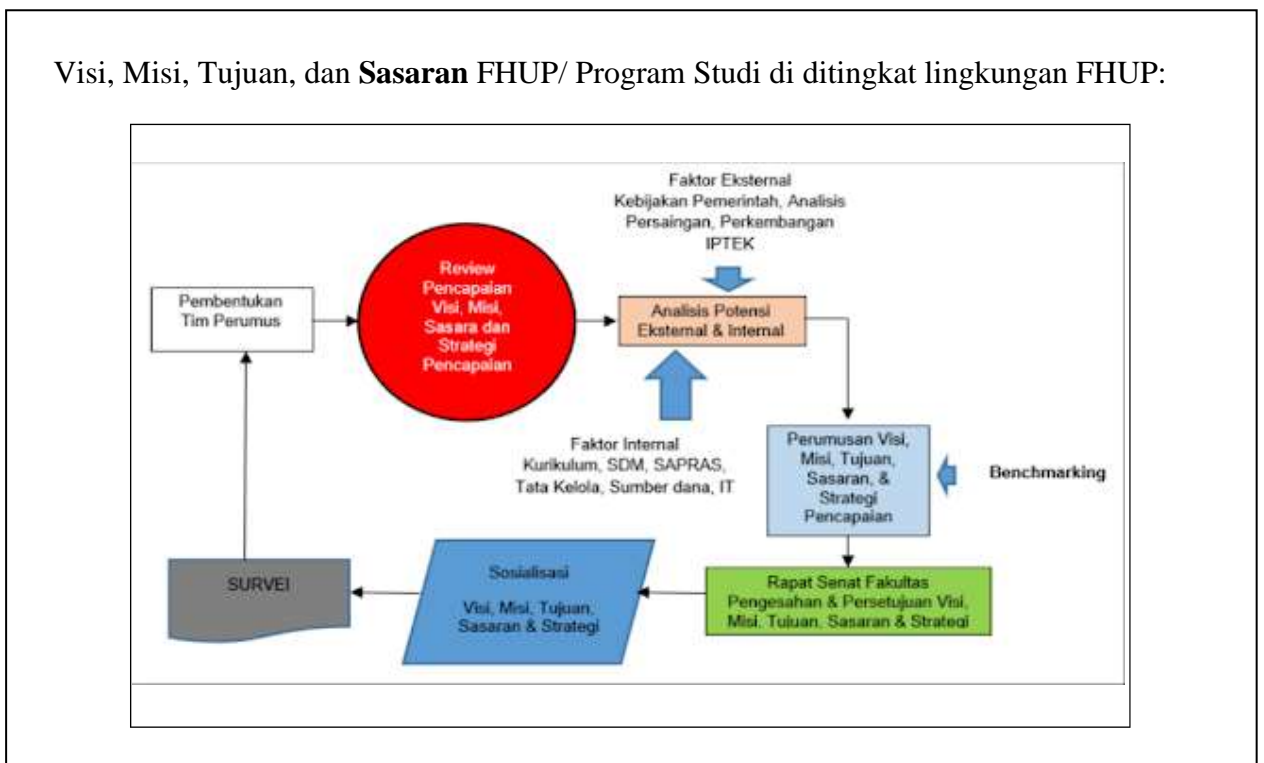 Visi, Misi, Tujuan, dan Sasaran FHUP/ Program Studi di ditingkat lingkungan FHUP:
Faktor Eksternal
Kebijakan Pemerintah, Analisis
Persaingan, Perkembangan
IPTEK
Pembentukan
Tim Perumus
Review
Pencapaian
Visi, Misi,
Sasara dan
Strategi
Pencapaian
Analisis Potensi
Eksternal & Internal
Faktor Internal
Kurikulum, SDM, SAPRAS,
Tata Kelola, Sumber dana, IT
Perumusan Visi,
Misi, Tujuan,
Sasaran, &
Strategi
Pencapaian
Benchmarking
SURVEI
Sosialisasi
Visi, Misi, Tujuan,
Sasaran & Strategi
Rapat Senat Fakultas
Pengesahan & Persetujuan Visi,
Misi, Tujuan, Sasaran & Strategi